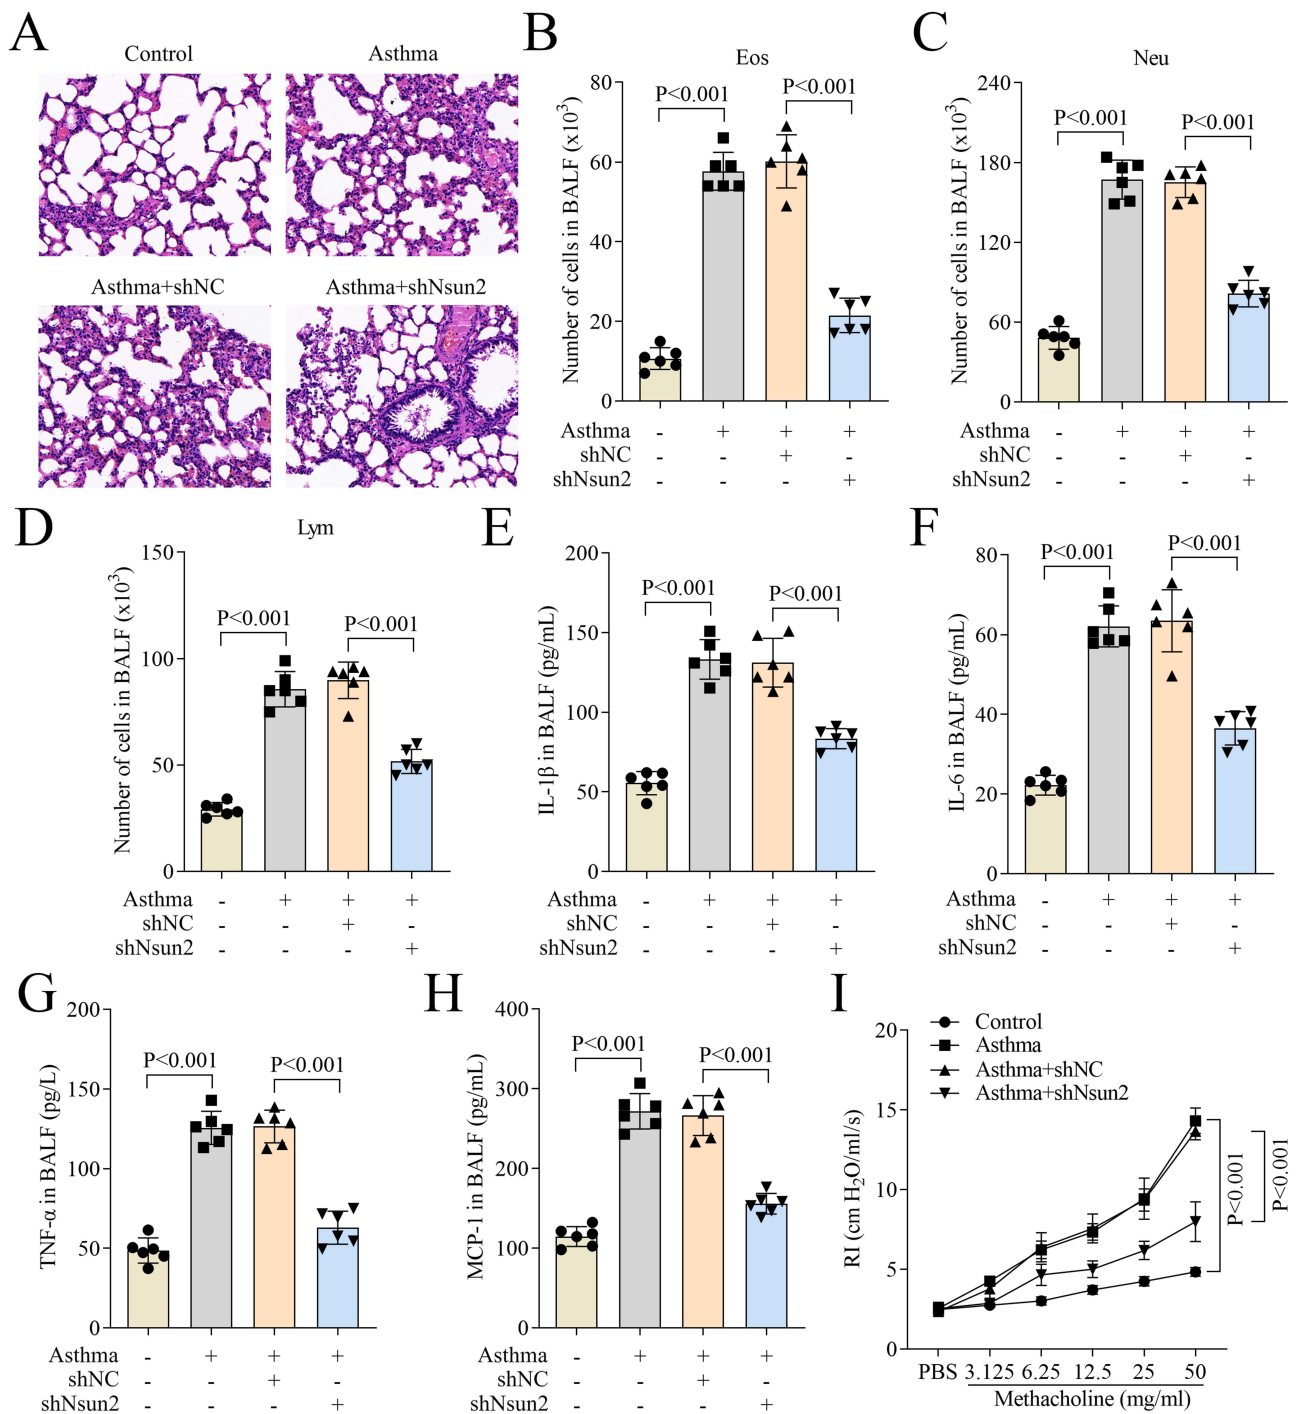 A
Control
Asthma
Asthma+shNC
Asthma+shNsun2
B
Eos
Number of cells in BALF (x10³)
80
60
40
20
0
P<0.001
P<0.001
Asthma - + + +
shNC - - + -
shNsun2 - - - +
C
Neu
Number of cells in BALF (x10³)
240
180
120
60
0
P<0.001
P<0.001
Asthma - + + +
shNC - - + -
shNsun2 - - - +
D
Lym
Number of cells in BALF (x10³)
150
100
50
0
P<0.001
P<0.001
Asthma - + + +
shNC - - + -
shNsun2 - - - +
E
IL-1β in BALF (pg/mL)
200
150
100
50
0
P<0.001
P<0.001
Asthma - + + +
shNC - - + -
shNsun2 - - - +
F
IL-6 in BALF (pg/mL)
80
60
40
20
0
P<0.001
P<0.001
Asthma - + + +
shNC - - + -
shNsun2 - - - +
G
TNF-α in BALF (pg/L)
200
150
100
50
0
P<0.001
P<0.001
Asthma - + + +
shNC - - + -
shNsun2 - - - +
H
MCP-1 in BALF (pg/mL)
400
300
200
100
0
P<0.001
P<0.001
Asthma - + + +
shNC - - + -
shNsun2 - - - +
I
Control
Asthma
Asthma+shNC
Asthma+shNsun2
RI (cm H₂O/ml/s)
20
15
10
5
0
P<0.001
P<0.001
PBS 3.125 6.25 12.5 25 50
Methacholine (mg/ml)